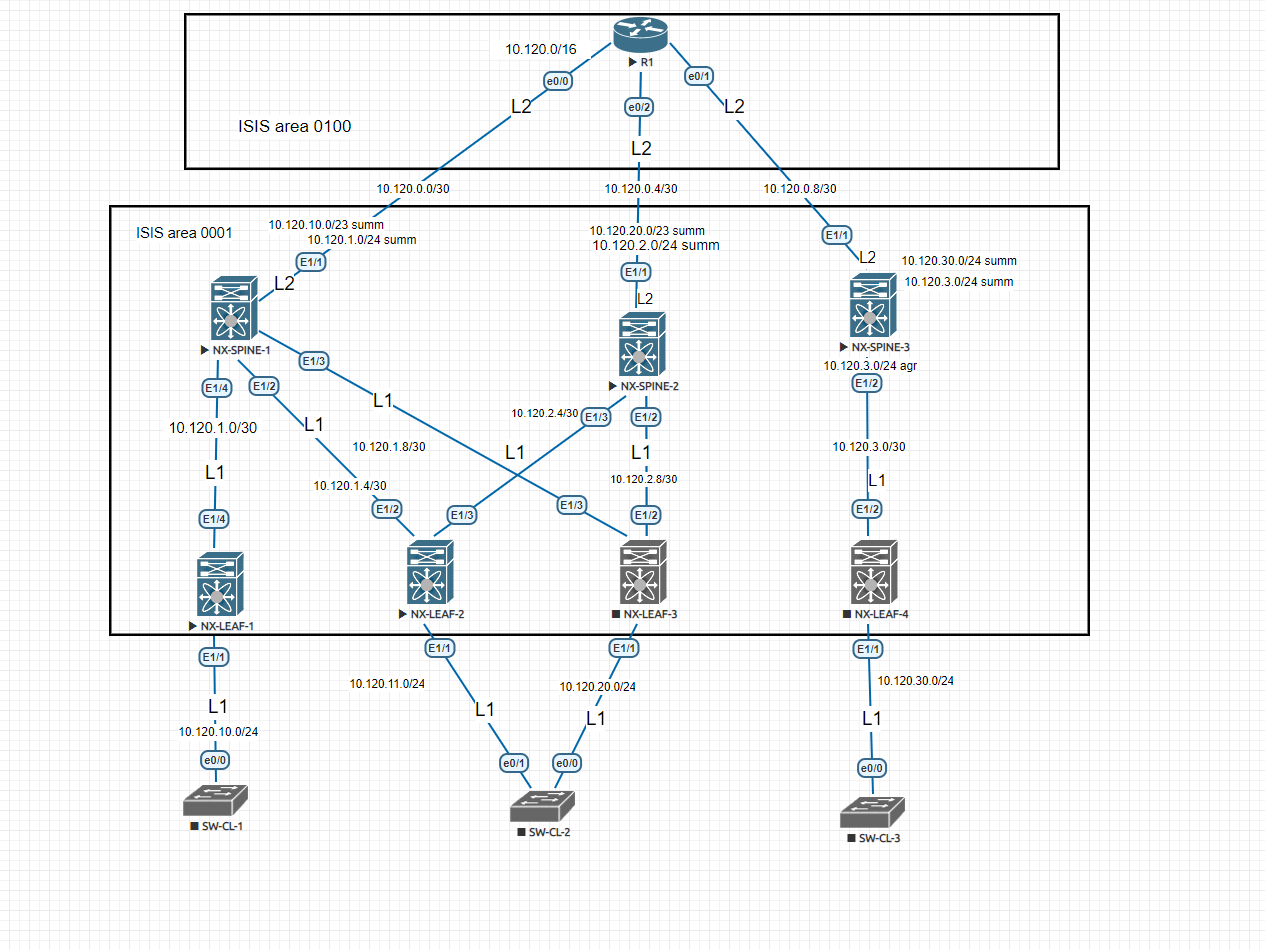 10.120.0/16
▶ R1
e0/0
e0/1
L2
e0/2
L2
ISIS area 0100
L2
10.120.0.0/30
10.120.0.4/30
10.120.0.8/30
ISIS area 0001
10.120.10.0/23 summ
10.120.1.0/24 summ
10.120.20.0/23 summ
10.120.2.0/24 summ
E1/1
E1/1
E1/1
L2
10.120.30.0/24 summ
10.120.3.0/24 summ
L2
L2
▶ NX-SPINE-1
▶ NX-SPINE-2
▶ NX-SPINE-3
10.120.3.0/24 agr
E1/4
E1/2
E1/3
E1/2
L1
10.120.2.4/30
E1/3
E1/2
10.120.1.0/30
L1
10.120.1.8/30
L1
L1
10.120.3.0/30
L1
10.120.1.4/30
10.120.2.8/30
L1
E1/4
E1/2
E1/3
E1/3
E1/2
E1/2
▶ NX-LEAF-1
▶ NX-LEAF-2
■ NX-LEAF-3
■ NX-LEAF-4
E1/1
E1/1
E1/1
E1/1
10.120.11.0/24
10.120.20.0/24
10.120.30.0/24
L1
L1
L1
L1
10.120.10.0/24
e0/0
e0/1
e0/0
e0/0
■ SW-CL-1
■ SW-CL-2
■ SW-CL-3